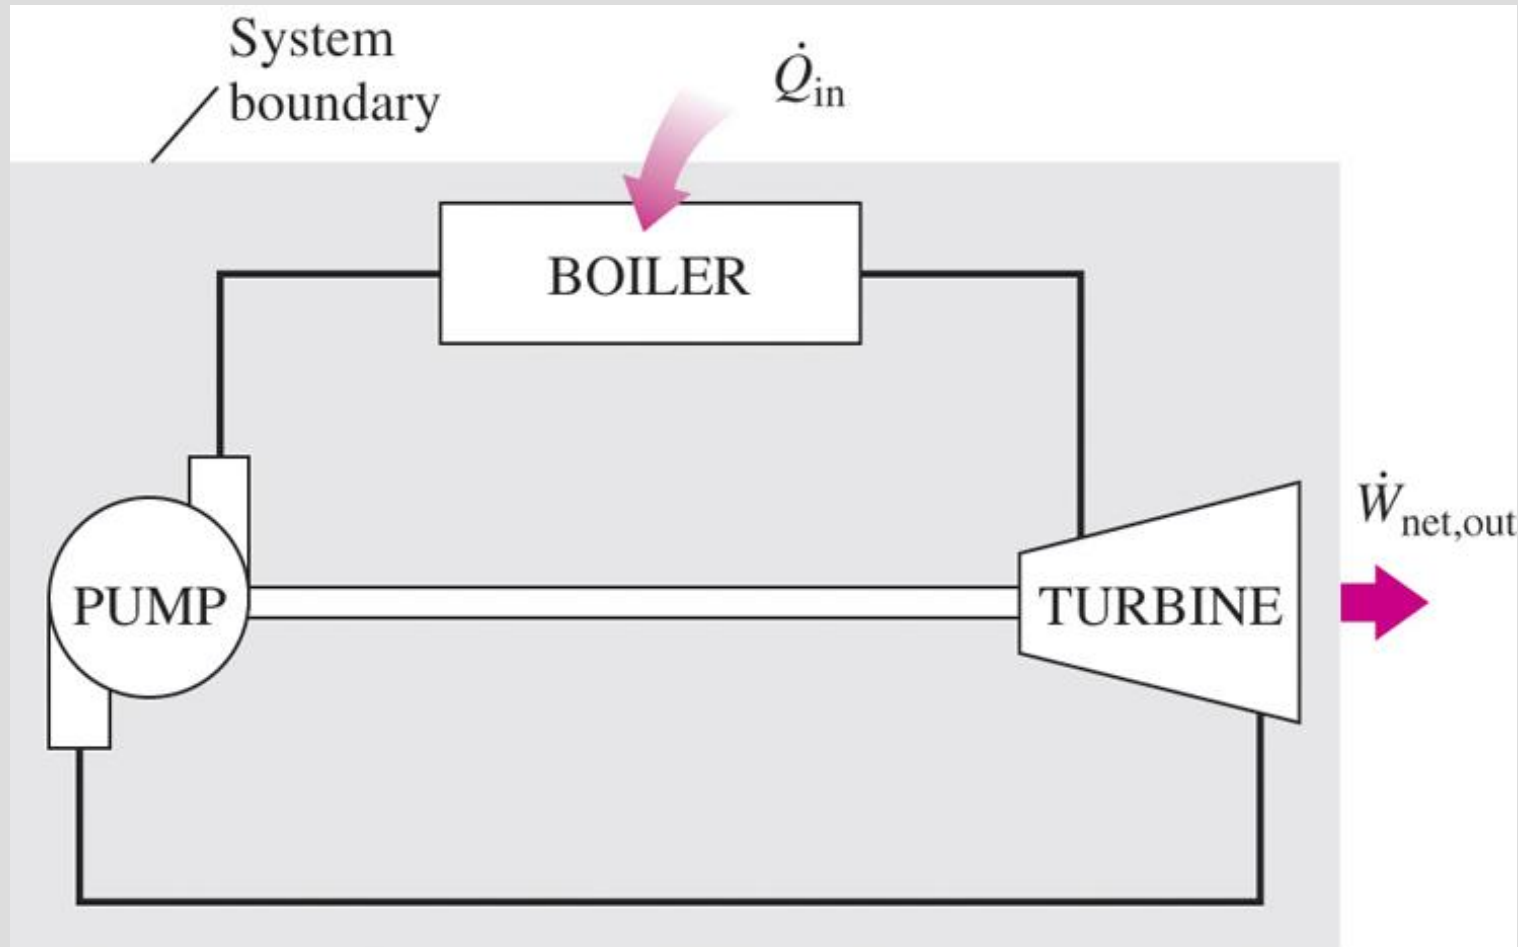 System
boundary
Q̇in
BOILER
Ẇnet,out
PUMP
TURBINE